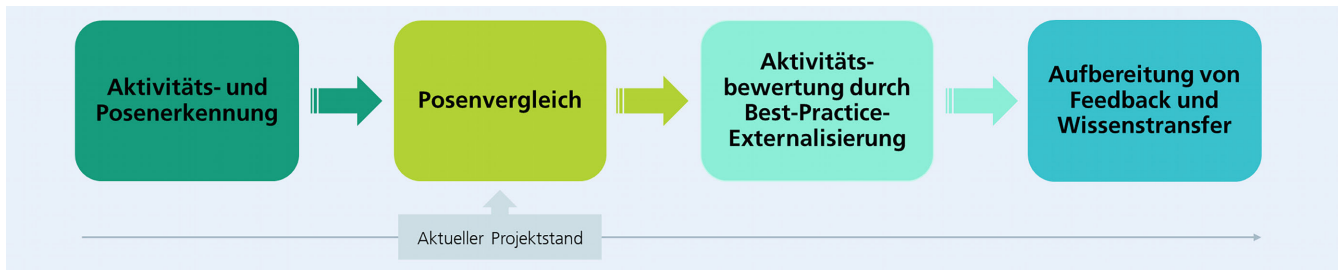 Aktivitäts- und
Posenerkennung
Posenvergleich
Aktivitäts-
bewertung durch
Best-Practice-
Externalisierung
Aufbereitung von
Feedback und
Wissenstransfer
Aktueller Projektstand